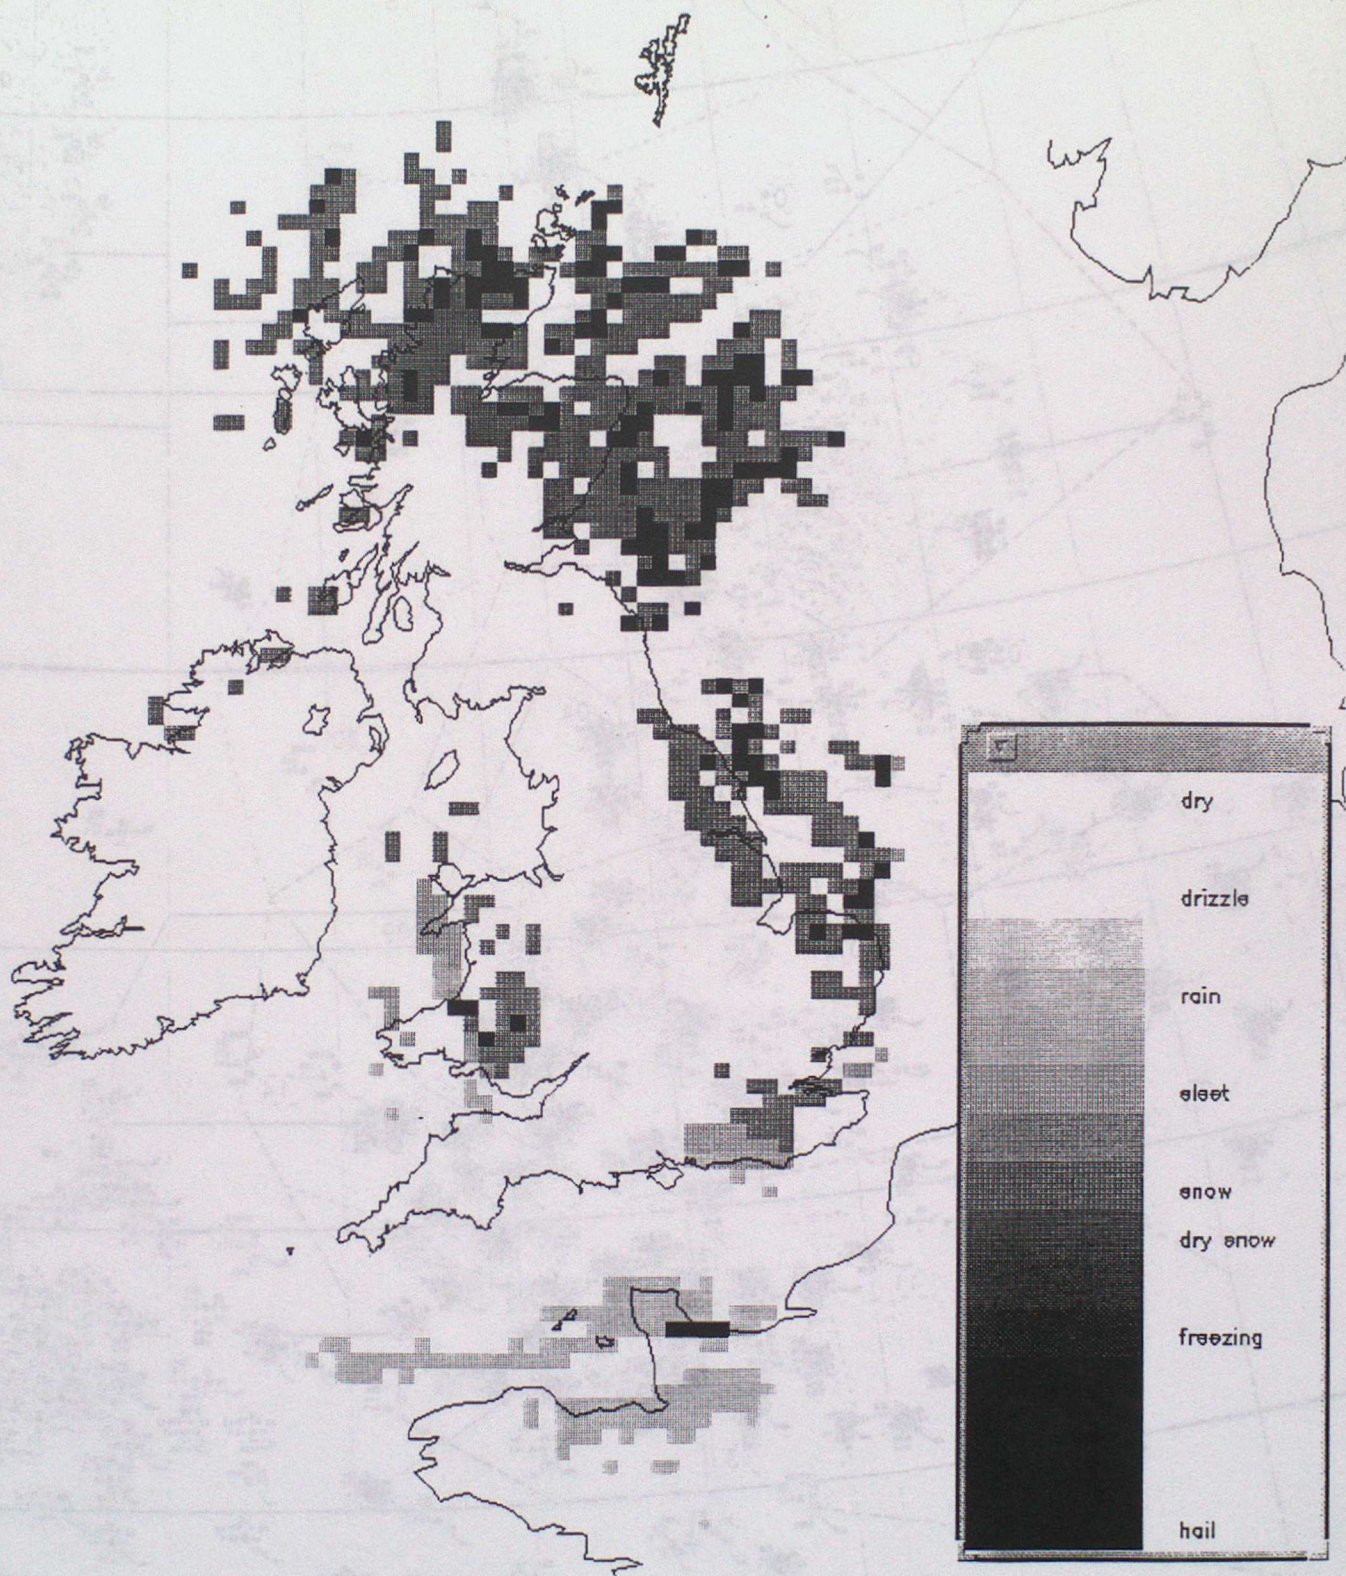 dry
drizzle
rain
sleet
snow
dry snow
freezing
hail